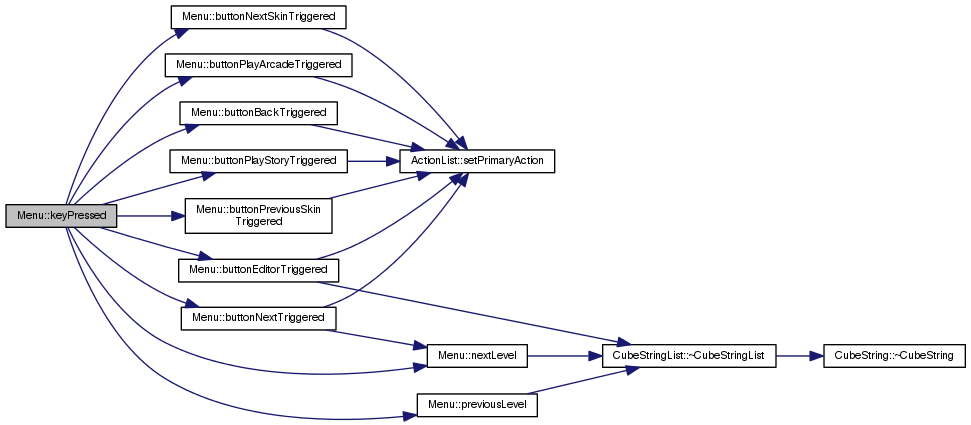 Menu::buttonNextSkinTriggered
Menu::buttonPlayArcadeTriggered
Menu::buttonBackTriggered
Menu::buttonPlayStoryTriggered
ActionList::setPrimaryAction
Menu::keyPressed
Menu::buttonPreviousSkin
Triggered
Menu::buttonEditorTriggered
Menu::buttonNextTriggered
Menu::nextLevel
CubeStringList::~CubeStringList
CubeString::~CubeString
Menu::previousLevel